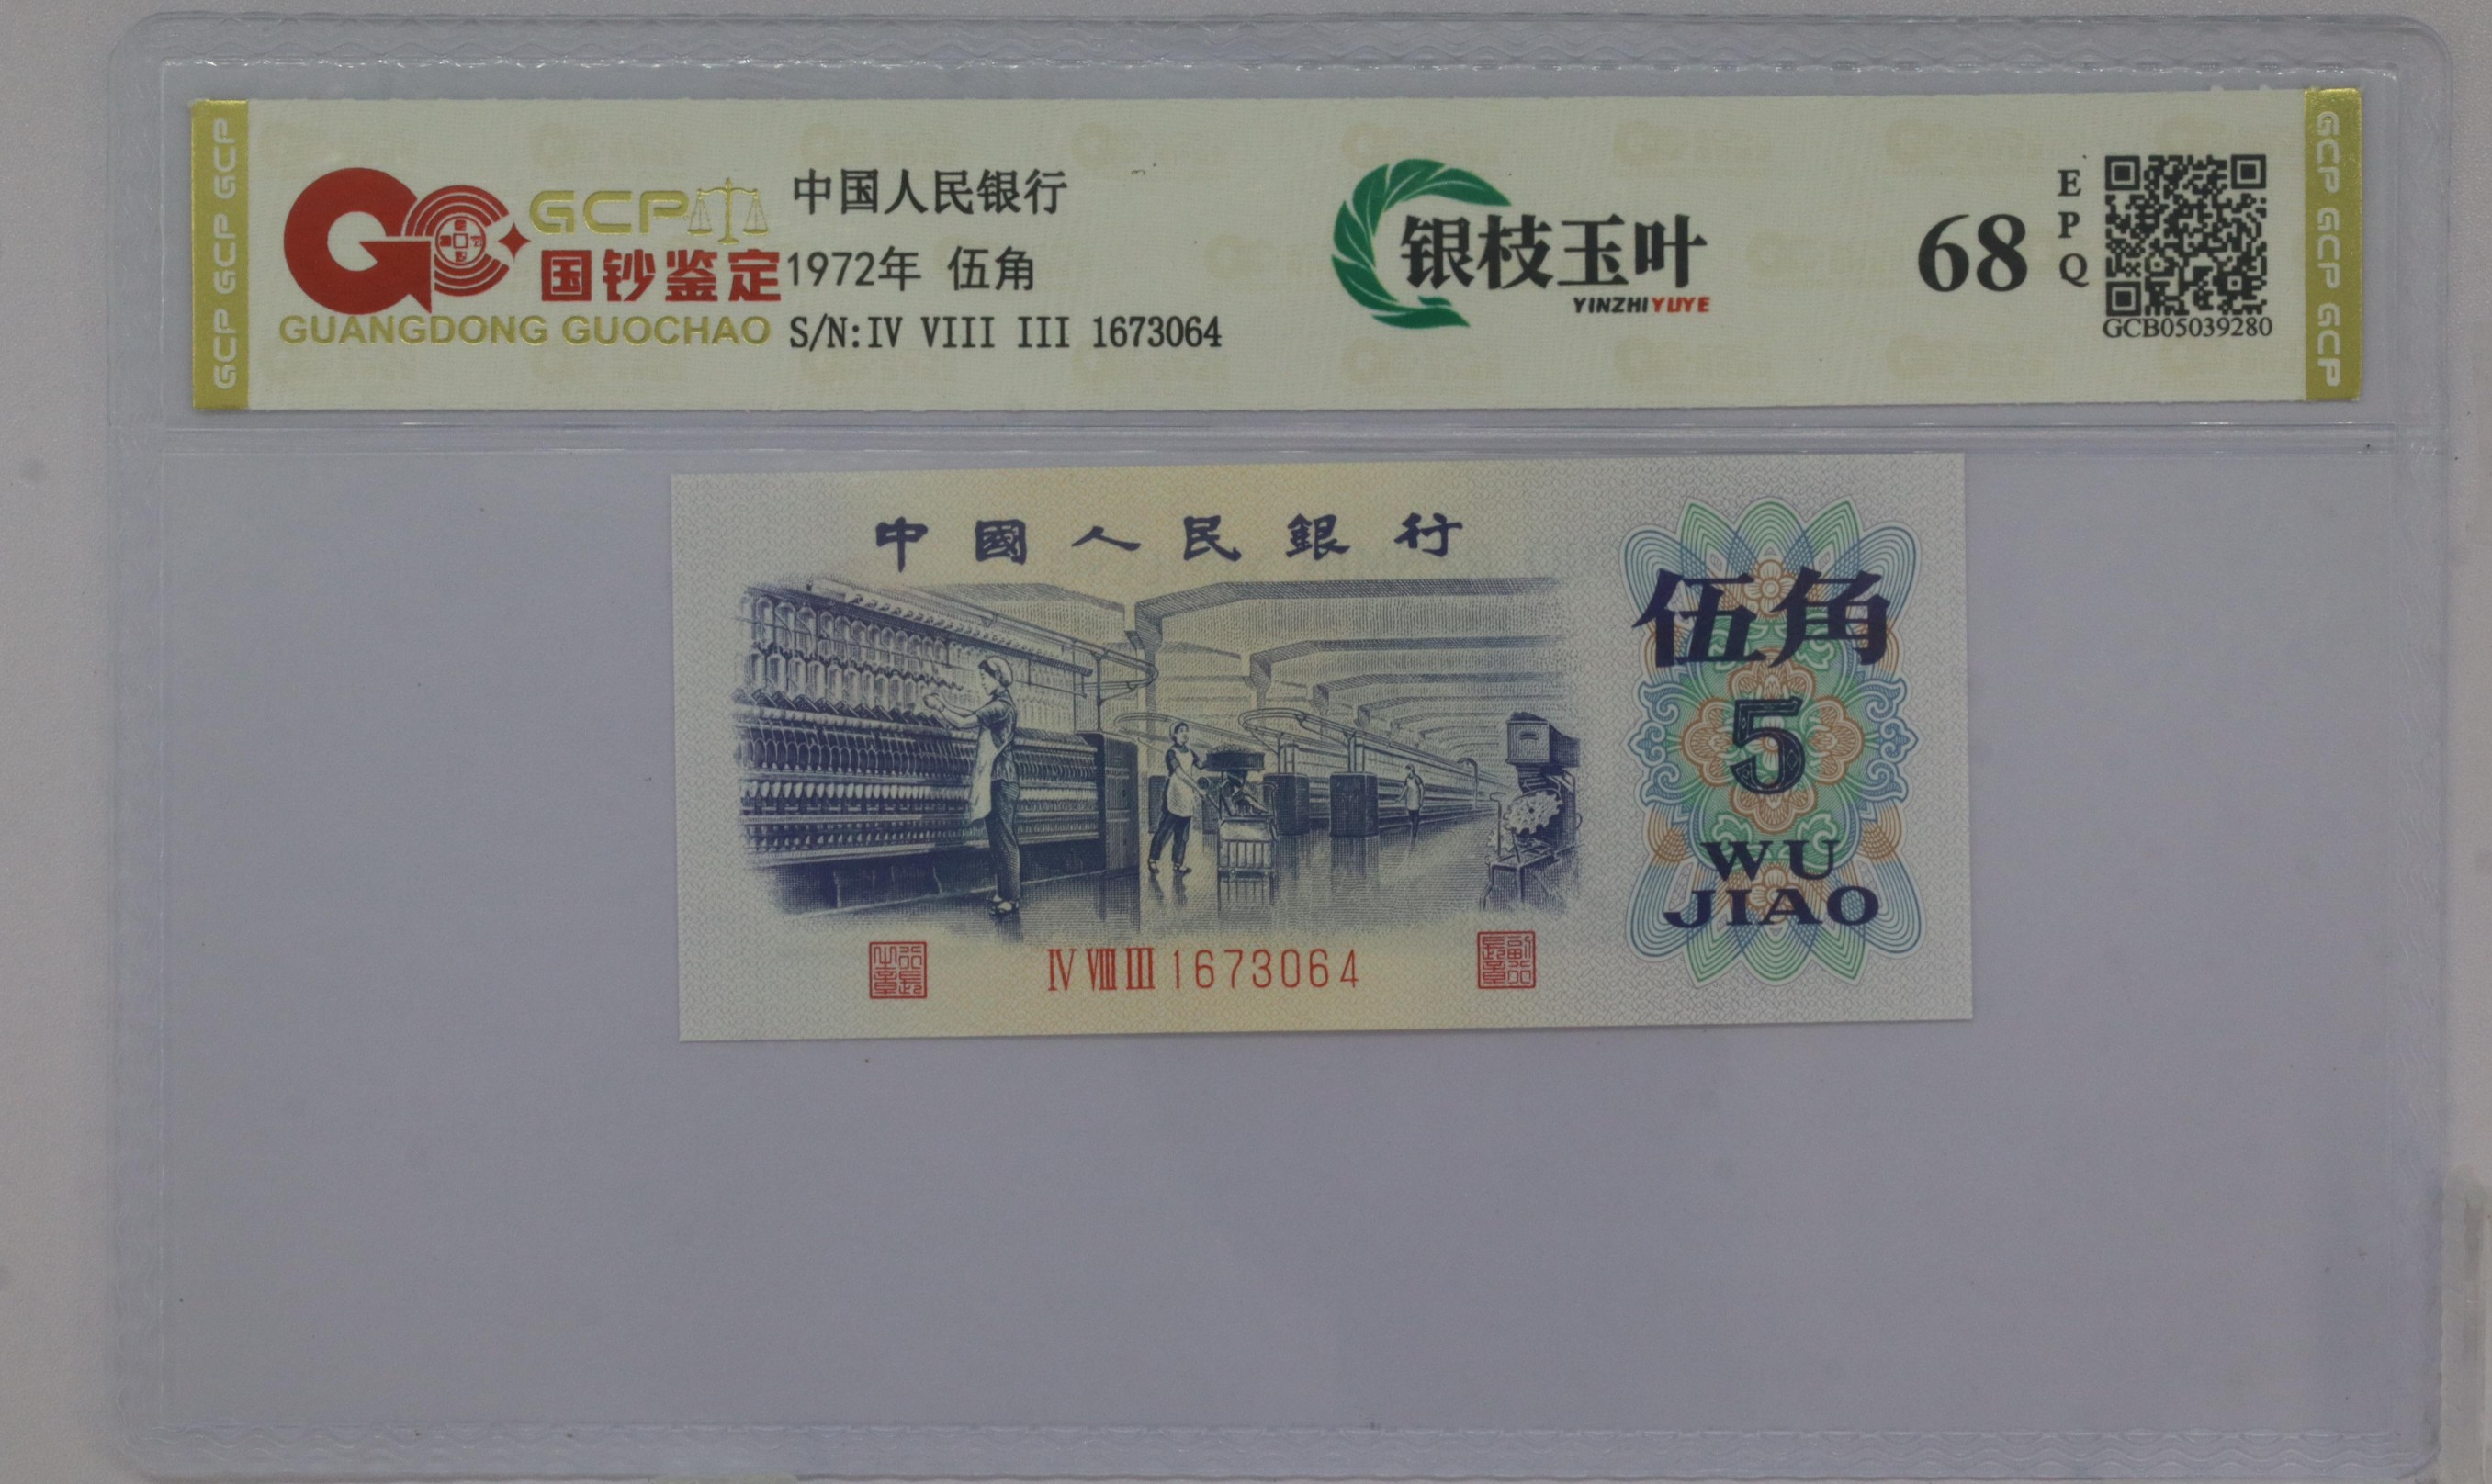 GCP GCP GCP
GCP
国钞鉴定
GUANGDONG GUOCHAO
中国人民银行
1972年 伍角
S/N:IV VIII III 1673064
银枝玉叶
YINZHIYUYE
68
E
P
Q
GCB05039280
GCP GCP GCP
中國人民銀行
伍角
5
WU
JIAO
IV VIII III 1673064